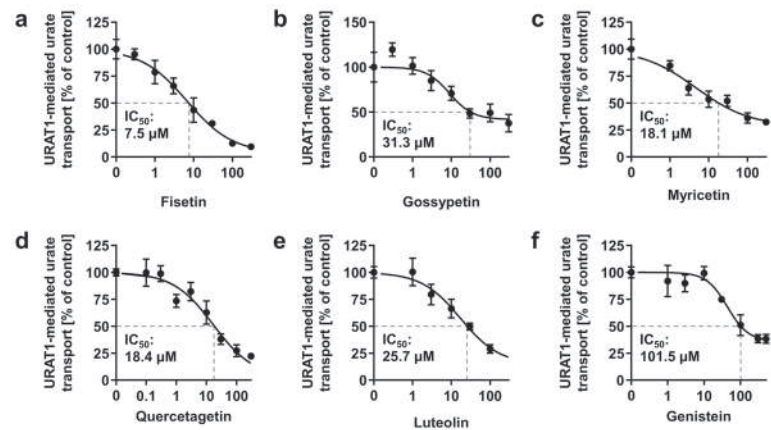 a
URAT1-mediated urate
transport [% of control]
125
100
75
50
25
0
IC50:
7.5 µM
0 1 10 100
Fisetin
b
URAT1-mediated urate
transport [% of control]
150
100
50
0
IC50:
31.3 µM
0 1 10 100
Gossypetin
c
URAT1-mediated urate
transport [% of control]
125
100
75
50
25
0
IC50:
18.1 µM
0 1 10 100
Myricetin
d
URAT1-mediated urate
transport [% of control]
125
100
75
50
25
0
IC50:
18.4 µM
0 0.1 1 10 100
Quercetagetin
e
URAT1-mediated urate
transport [% of control]
125
100
75
50
25
0
IC50:
25.7 µM
0 1 10 100
Luteolin
f
URAT1-mediated urate
transport [% of control]
125
100
75
50
25
0
IC50:
101.5 µM
0 1 10 100
Genistein